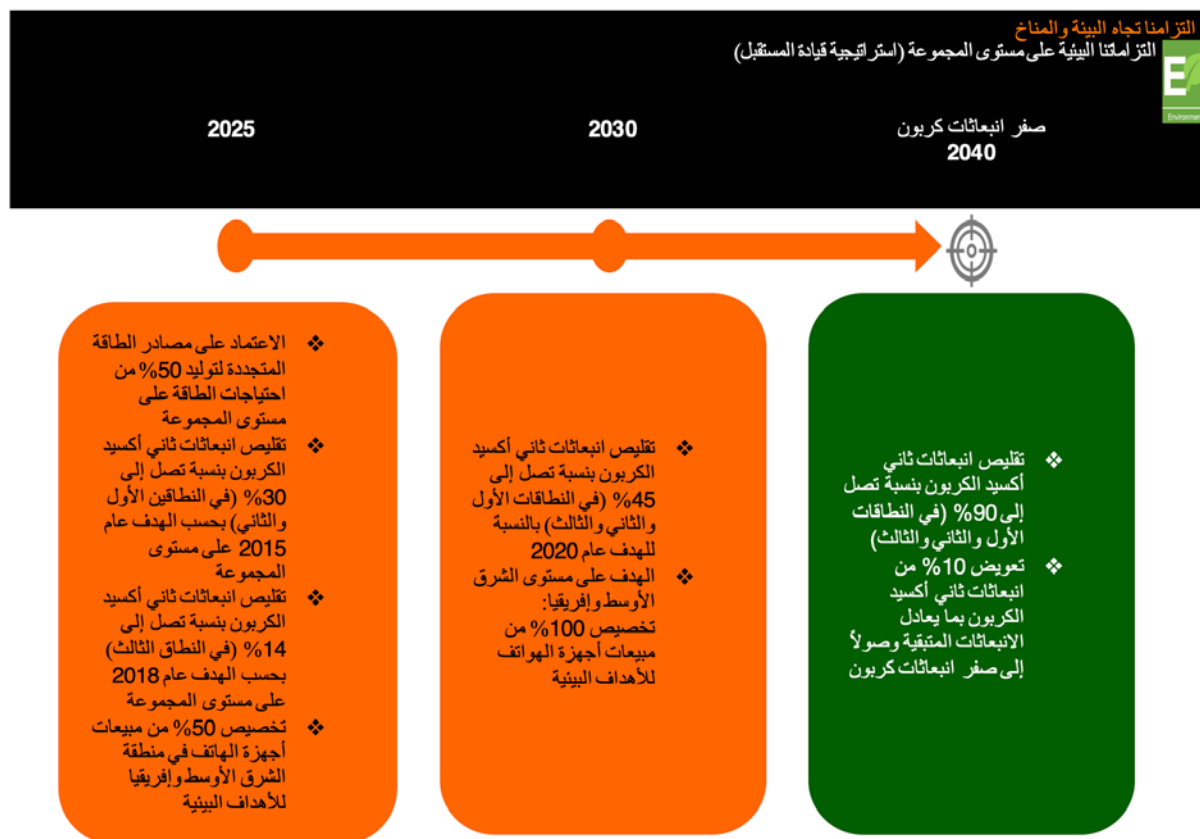 التزامنا تجاه البيئة والمناخ
التزاماتنا البيئية على مستوى المجموعة (استراتيجية قيادة المستقبل)
E
صفر انبعاثات كربون
2040
2030
2025
❖ تقليص انبعاثات ثاني
أكسيد الكربون بنسبة تصل
إلى 90% (في النطاقات
الأول والثاني والثالث)
❖ تعويض 10% من
انبعاثات ثاني أكسيد
الكربون بما يعادل
الانبعاثات المتبقية وصولاً
إلى صفر انبعاثات كربون
❖ تقليص انبعاثات ثاني أكسيد
الكربون بنسبة تصل إلى
45% (في النطاقات الأول
والثاني والثالث) بالنسبة
للهدف عام 2020
❖ الهدف على مستوى الشرق
الأوسط وإفريقيا:
تخصيص 100% من
مبيعات أجهزة الهواتف
للأهداف البيئية
❖ الاعتماد على مصادر الطاقة
المتجددة لتوليد 50% من
احتياجات الطاقة على
مستوى المجموعة
❖ تقليص انبعاثات ثاني أكسيد
الكربون بنسبة تصل إلى
30% (في النطاقين الأول
والثاني) بحسب الهدف عام
2015 على مستوى
المجموعة
❖ تقليص انبعاثات ثاني أكسيد
الكربون بنسبة تصل إلى
14% (في النطاق الثالث)
بحسب الهدف عام 2018
على مستوى المجموعة
❖ تخصيص 50% من مبيعات
أجهزة الهاتف في منطقة
الشرق الأوسط وإفريقيا
للأهداف البيئية